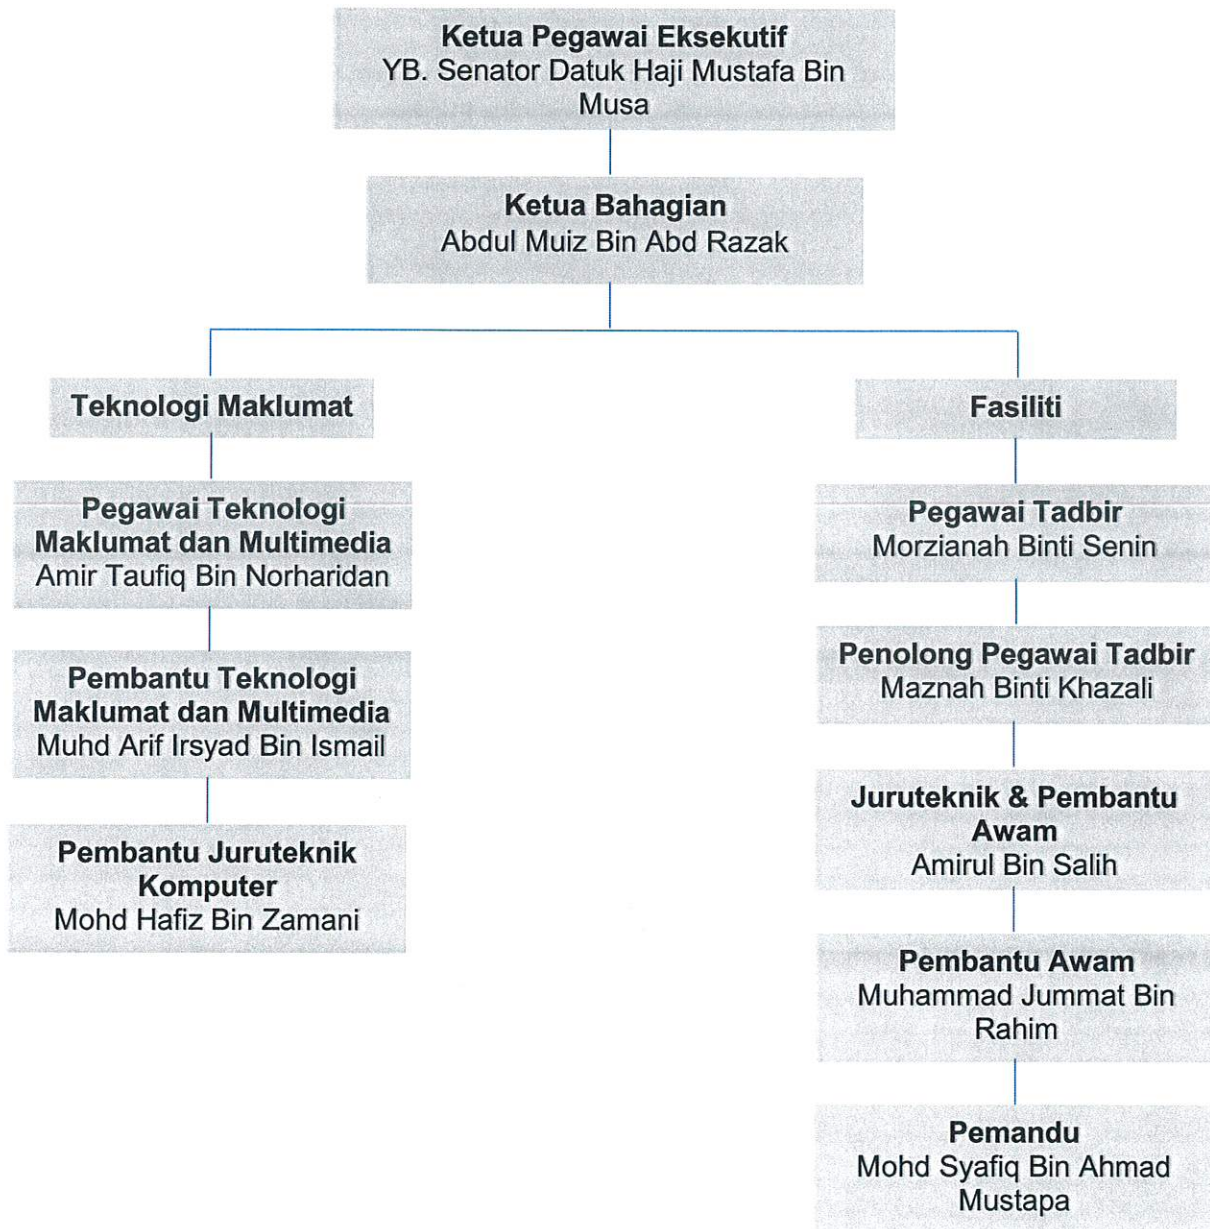 Ketua Pegawai Eksekutif
YB. Senator Datuk Haji Mustafa Bin
Musa
Ketua Bahagian
Abdul Muiz Bin Abd Razak
Teknologi Maklumat
Pegawai Teknologi
Maklumat dan Multimedia
Amir Taufiq Bin Norharidan
Pembantu Teknologi
Maklumat dan Multimedia
Muhd Arif Irsyad Bin Ismail
Pembantu Juruteknik
Komputer
Mohd Hafiz Bin Zamani
Fasiliti
Pegawai Tadbir
Morzianah Binti Senin
Penolong Pegawai Tadbir
Maznah Binti Khazali
Juruteknik & Pembantu
Awam
Amirul Bin Salih
Pembantu Awam
Muhammad Jummat Bin
Rahim
Pemandu
Mohd Syafiq Bin Ahmad
Mustapa